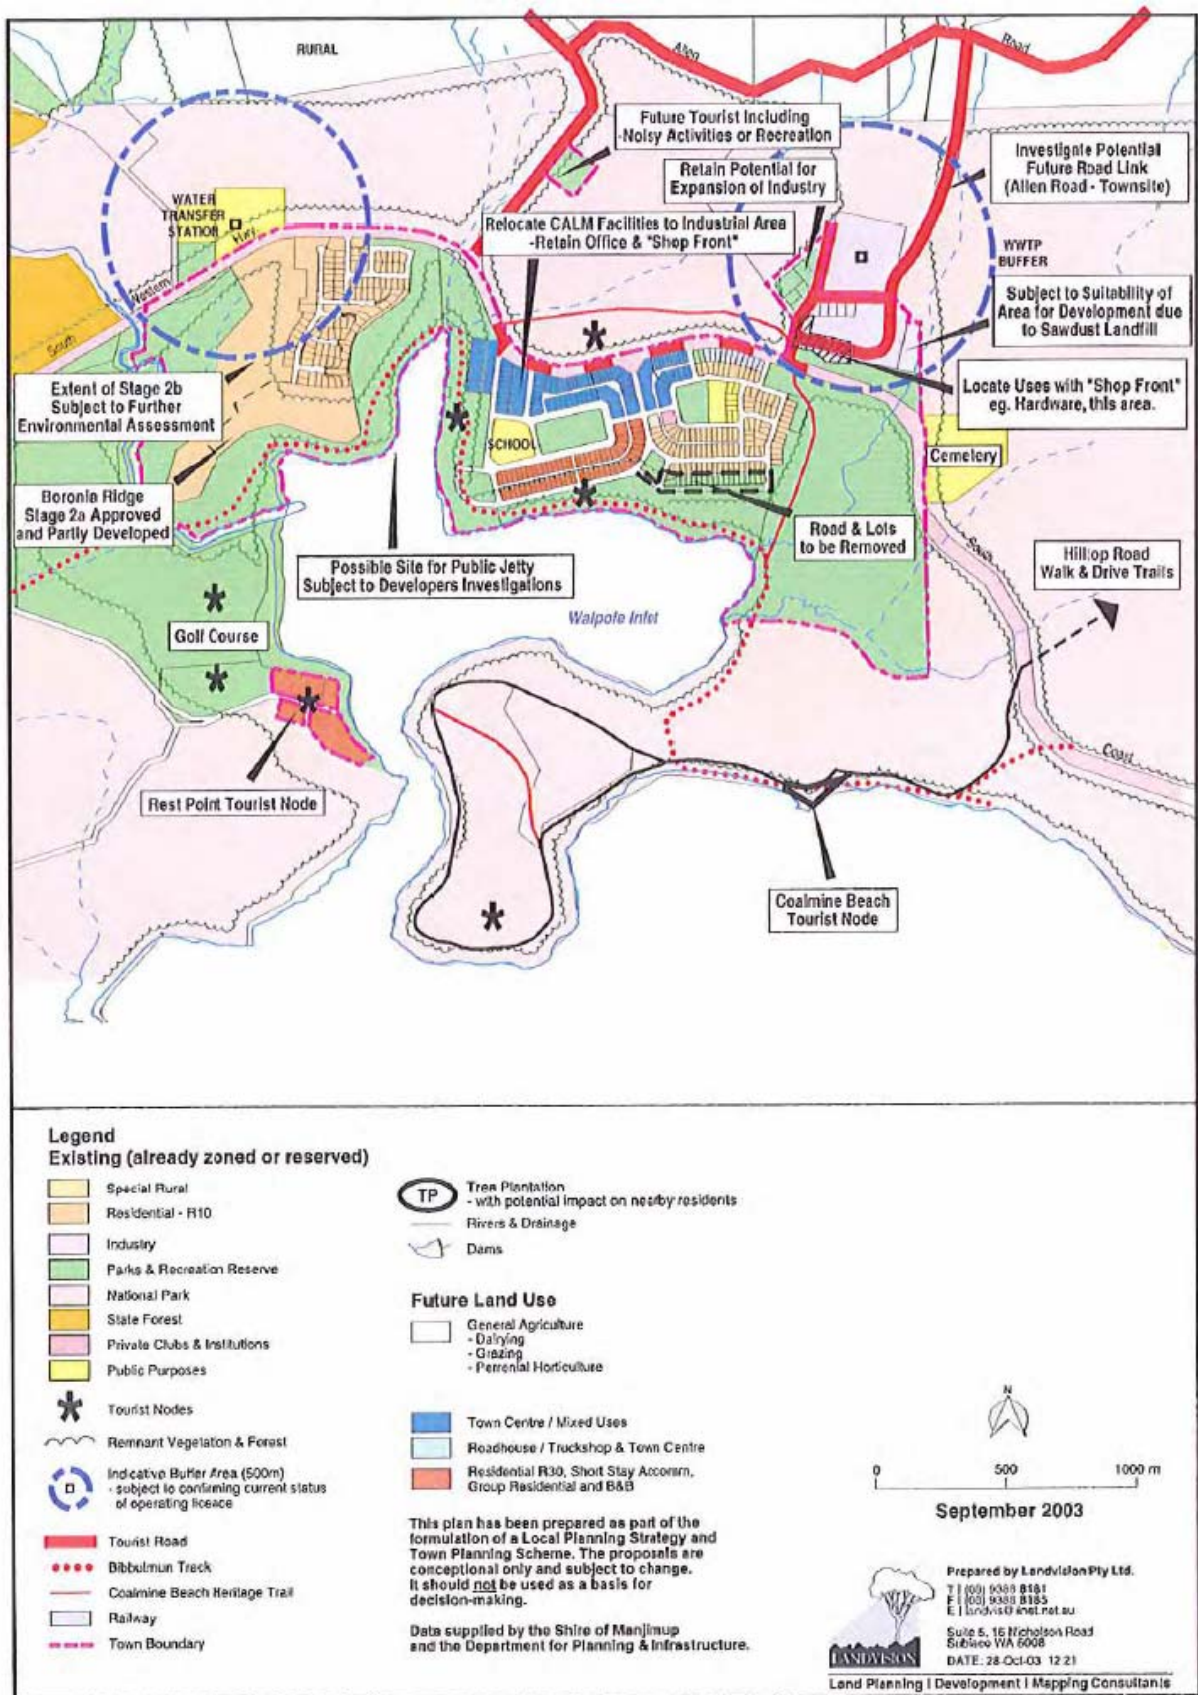 RURAL
Allen
Road
Future Tourist Including
-Noisy Activities or Recreation
Retain Potential for
Expansion of Industry
Investigate Potential
Future Road Link
(Allen Road - Townsite)
WATER
TRANSFER
STATION
Hwy
Relocate CALM Facilities to Industrial Area
-Retain Office & "Shop Front"
WWTP
BUFFER
Western
South
Subject to Suitability of
Area for Development due
to Sawdust Landfill
Extent of Stage 2b
Subject to Further
Environmental Assessment
Locate Uses with "Shop Front"
eg. Hardware, this area.
SCHOOL
Cemetery
Boronia Ridge
Stage 2a Approved
and Partly Developed
Road & Lots
to be Removed
South
Possible Site for Public Jetty
Subject to Developers Investigations
Hilltop Road
Walk & Drive Trails
Walpole Inlet
Golf Course
Coast
Rest Point Tourist Node
Coalmine Beach
Tourist Node
Legend
Existing (already zoned or reserved)
Special Rural
Residential - R10
Industry
Parks & Recreation Reserve
National Park
State Forest
Private Clubs & Institutions
Public Purposes
Tourist Nodes
Remnant Vegetation & Forest
Indicative Buffer Area (500m)
- subject to confirming current status
of operating licence
Tourist Road
Bibbulmun Track
Coalmine Beach Heritage Trail
Railway
Town Boundary
TP
Tree Plantation
- with potential impact on nearby residents
Rivers & Drainage
Dams
Future Land Use
General Agriculture
- Dairying
- Grazing
- Perrenial Horticulture
Town Centre / Mixed Uses
Roadhouse / Truckshop & Town Centre
Residential R30, Short Stay Accomm,
Group Residential and B&B
This plan has been prepared as part of the
formulation of a Local Planning Strategy and
Town Planning Scheme. The proposals are
conceptional only and subject to change.
It should not be used as a basis for
decision-making.
Data supplied by the Shire of Manjimup
and the Department for Planning & Infrastructure.
N
0 500 1000 m
September 2003
Prepared by Landvision Pty Ltd.
T | (08) 9388 8181
F | (08) 9388 8185
E | landvis@iinet.net.au
Suite 5, 16 Nicholson Road
Subiaco WA 6008
DATE: 28-Oct-03 12:21
LANDVISION
Land Planning | Development | Mapping Consultants